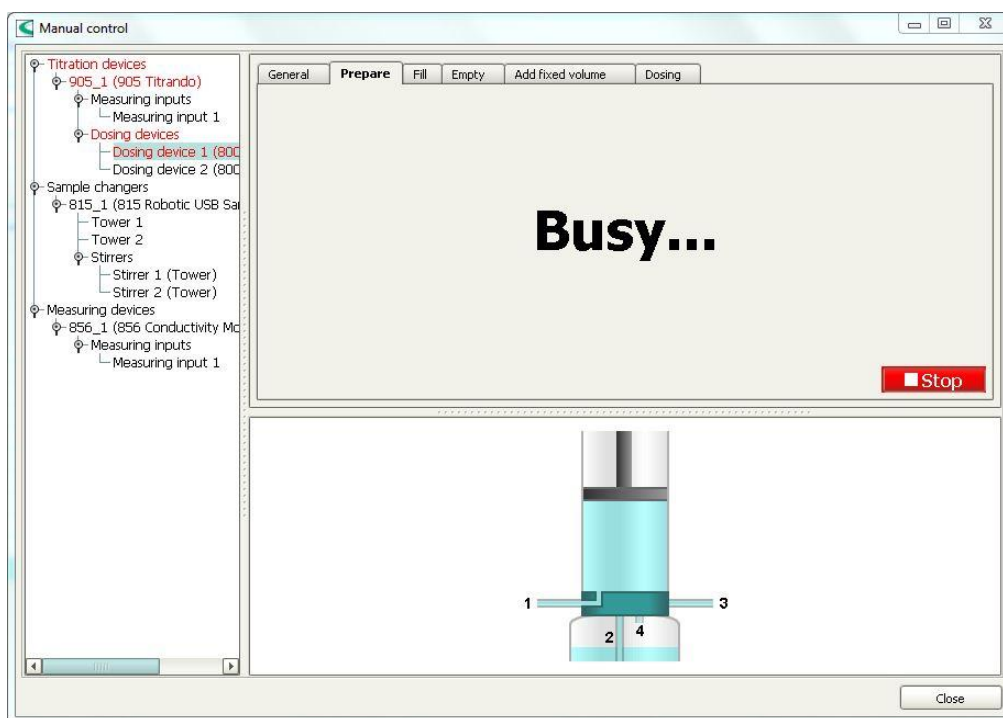 Manual control
Titration devices
905_1 (905 Titrando)
Measuring inputs
Measuring input 1
Dosing devices
Dosing device 1 (800
Dosing device 2 (800
Sample changers
815_1 (815 Robotic USB Sa
Tower 1
Tower 2
Stirrers
Stirrer 1 (Tower)
Stirrer 2 (Tower)
Measuring devices
856_1 (856 Conductivity Mo
Measuring inputs
Measuring input 1
General Prepare Fill Empty Add fixed volume Dosing
Busy...
Stop
1 3
2 4
Close